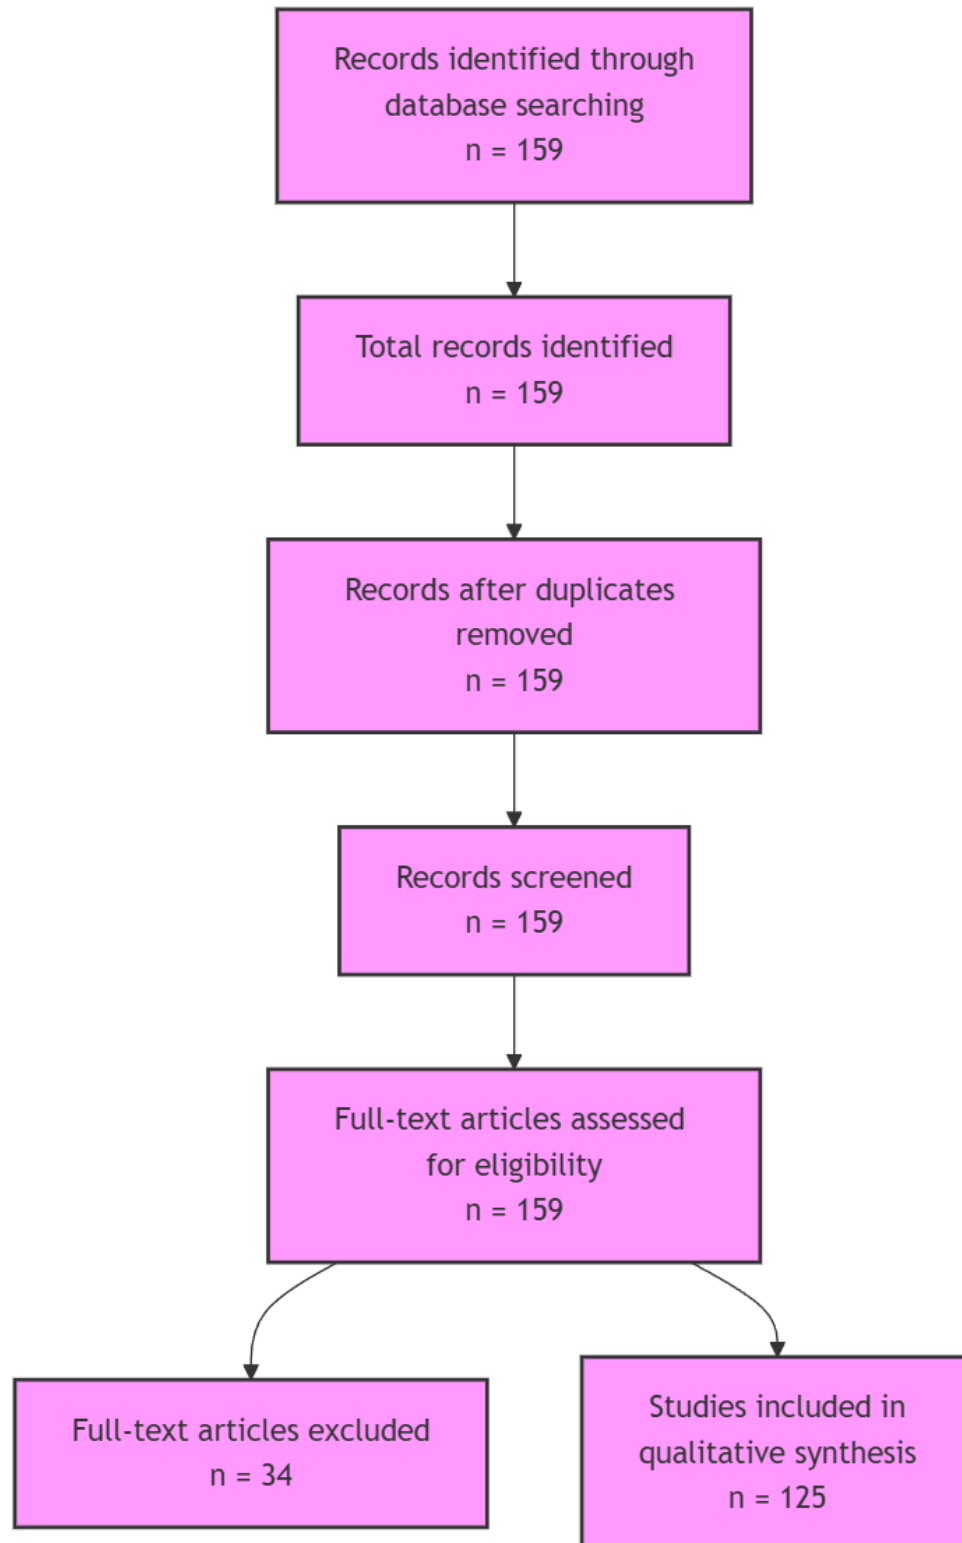 Records identified through
database searching
n = 159
Total records identified
n = 159
Records after duplicates
removed
n = 159
Records screened
n = 159
Full-text articles assessed
for eligibility
n = 159
Full-text articles excluded
n = 34
Studies included in
qualitative synthesis
n = 125